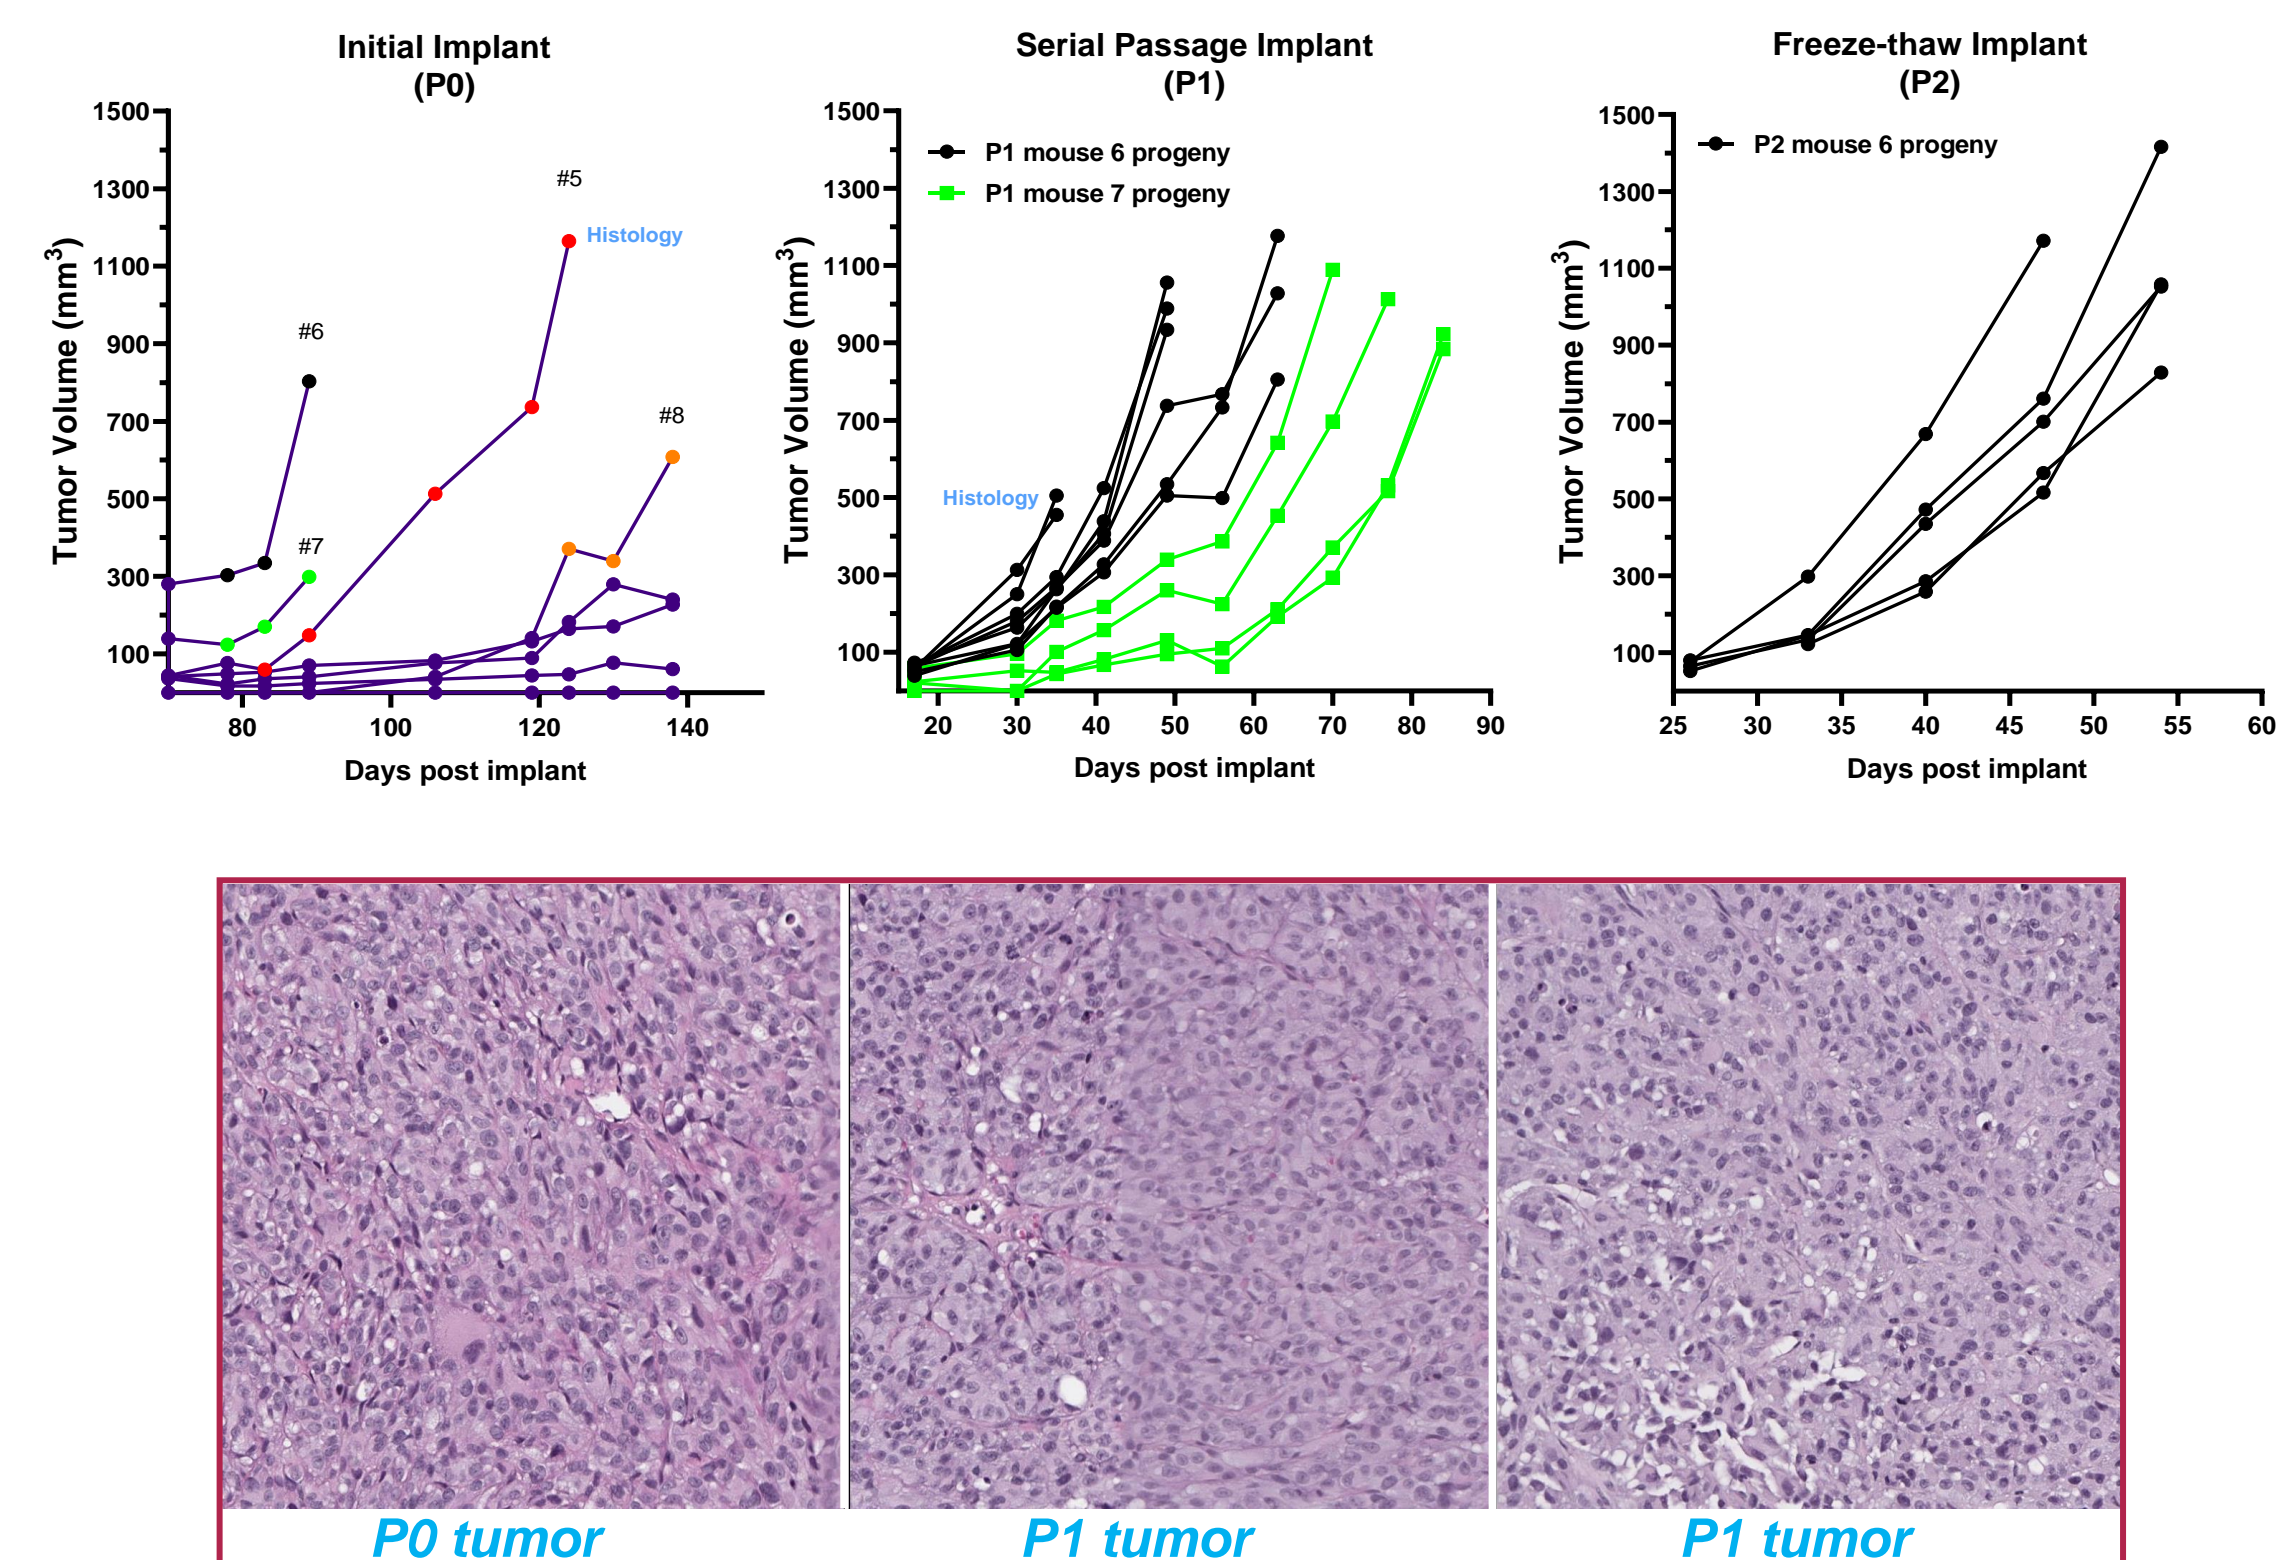 Initial Implant
(P0)
1500
1300
1100
900
700
500
300
100
Tumor Volume (mm3)
#5
Histology
#6
#7
#8
80 100 120 140
Days post implant
Serial Passage Implant
(P1)
P1 mouse 6 progeny
P1 mouse 7 progeny
1500
1300
1100
900
700
500
300
100
Tumor Volume (mm3)
Histology
20 30 40 50 60 70 80 90
Days post implant
Freeze-thaw Implant
(P2)
P2 mouse 6 progeny
1500
1300
1100
900
700
500
300
100
Tumor Volume (mm3)
25 30 35 40 45 50 55 60
Days post implant
P0 tumor
P1 tumor
P1 tumor